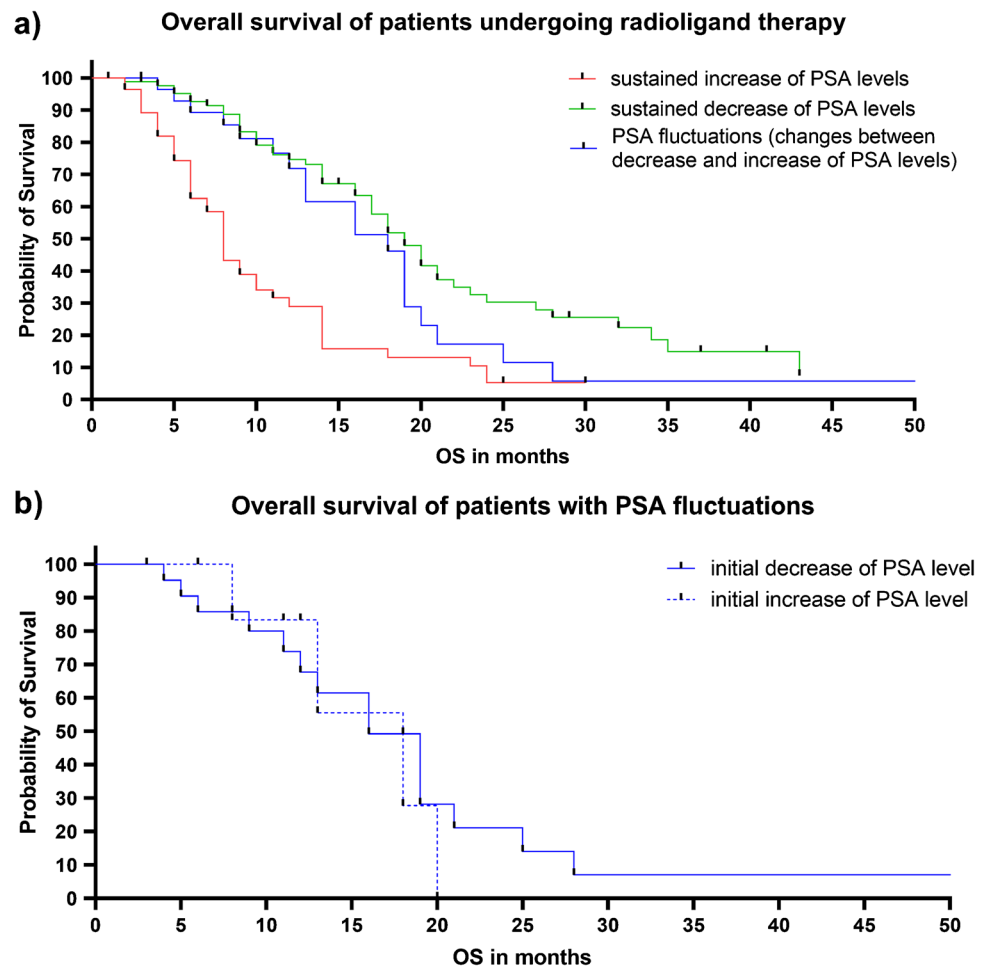 a)
Overall survival of patients undergoing radioligand therapy
Probability of Survival
100
90
80
70
60
50
40
30
20
10
0
sustained increase of PSA levels
sustained decrease of PSA levels
PSA fluctuations (changes between
decrease and increase of PSA levels)
0 5 10 15 20 25 30 35 40 45 50
OS in months
b)
Overall survival of patients with PSA fluctuations
Probability of Survival
100
90
80
70
60
50
40
30
20
10
0
initial decrease of PSA level
initial increase of PSA level
0 5 10 15 20 25 30 35 40 45 50
OS in months